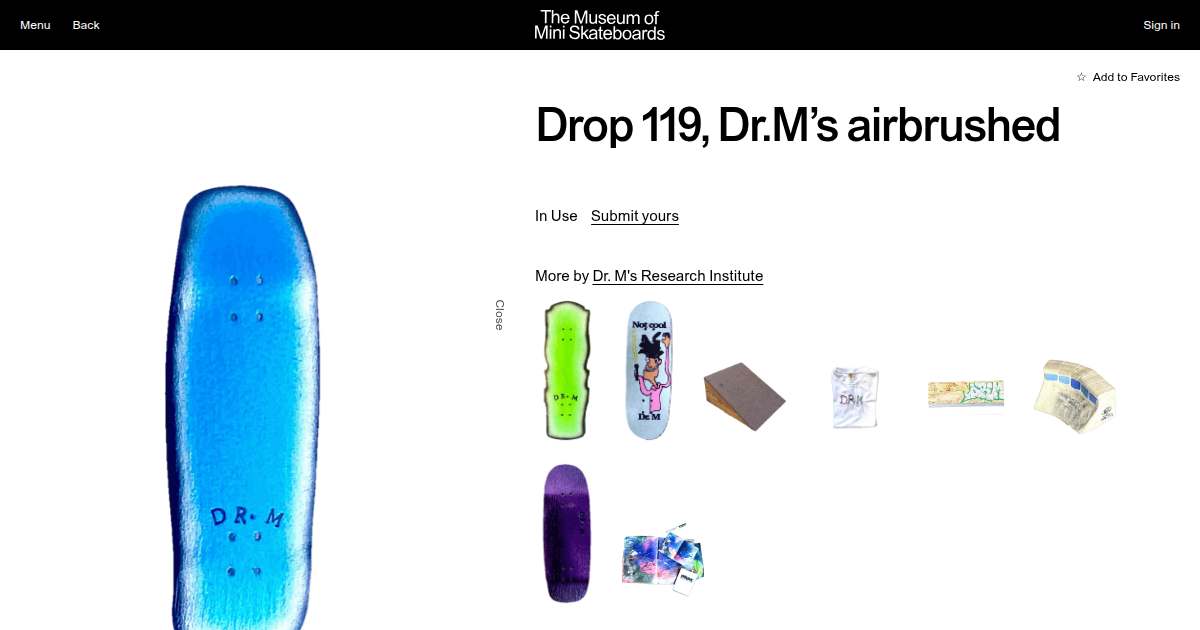 Menu
Back
The Museum of
Mini Skateboards
Sign in
☆ Add to Favorites
Drop 119, Dr.M’s airbrushed
In Use
Submit yours
More by Dr. M's Research Institute
Close
DR. M
Not cool
Dr. M
DR. M
DR M